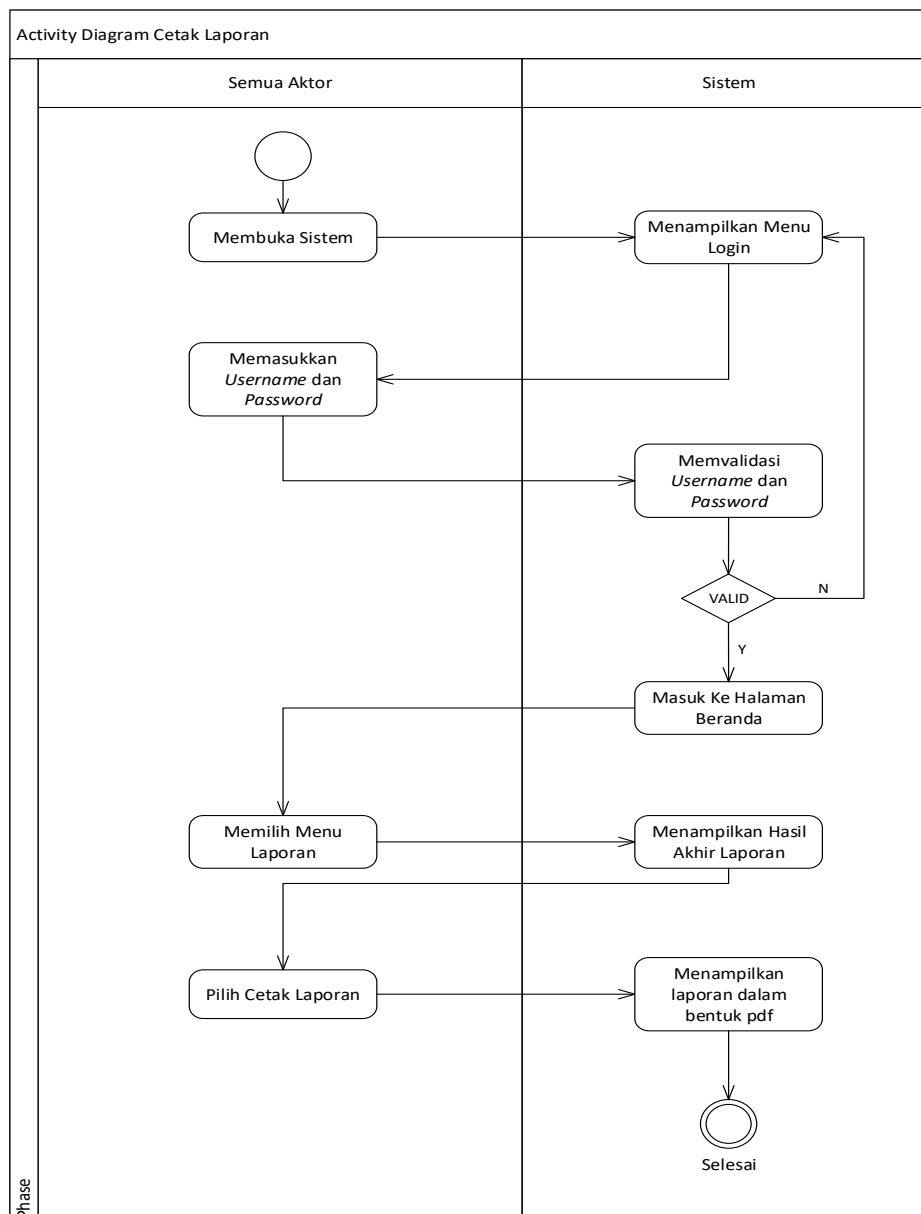 Activity Diagram Cetak Laporan
Semua Aktor
Sistem
Membuka Sistem
Menampilkan Menu
Login
Memasukkan
Username dan
Password
Memvalidasi
Username dan
Password
VALID
N
Y
Masuk Ke Halaman
Beranda
Memilih Menu
Laporan
Menampilkan Hasil
Akhir Laporan
Pilih Cetak Laporan
Menampilkan
laporan dalam
bentuk pdf
Selesai
Phase